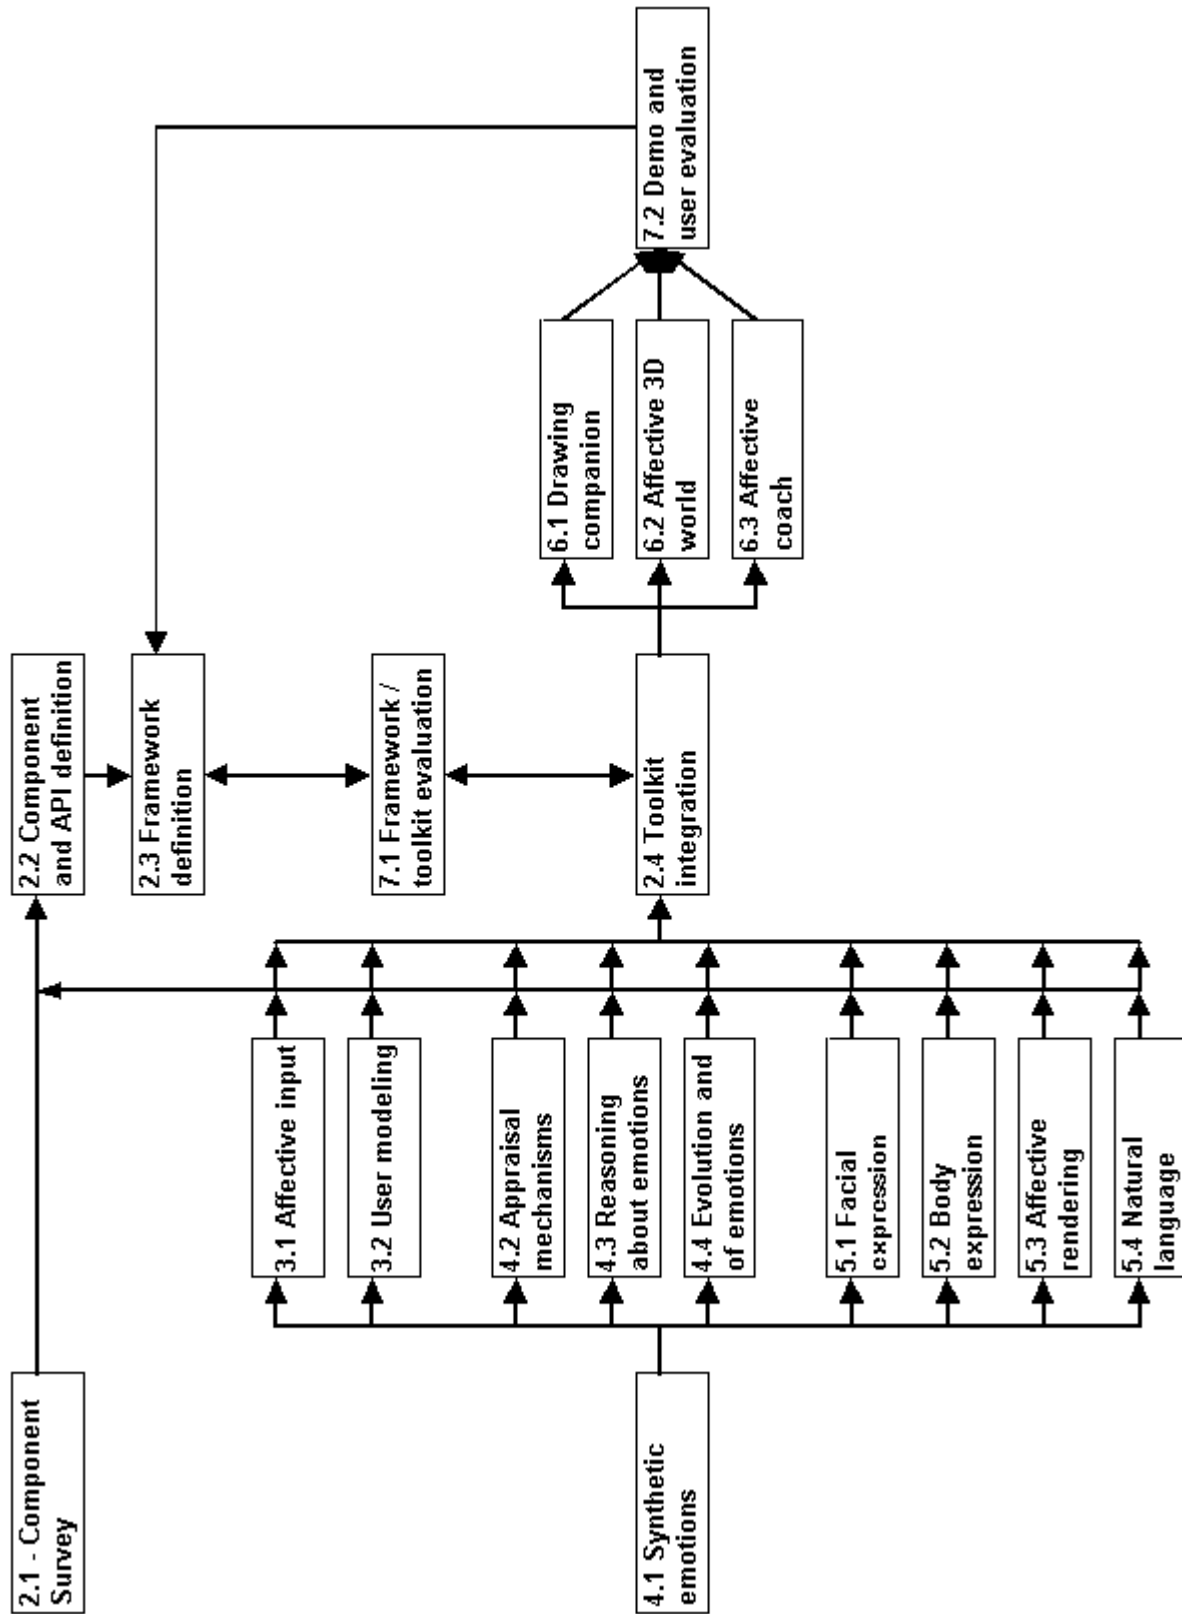 2.1 - Component
Survey
4.1 Synthetic
emotions
3.1 Affective input
3.2 User modeling
4.2 Appraisal
mechanisms
4.3 Reasoning
about emotions
4.4 Evolution and
of emotions
5.1 Facial
expression
5.2 Body
expression
5.3 Affective
rendering
5.4 Natural
language
2.2 Component
and API definition
2.3 Framework
definition
7.1 Framework /
toolkit evaluation
2.4 Toolkit
integration
6.1 Drawing
companion
6.2 Affective 3D
world
6.3 Affective
coach
7.2 Demo and
user evaluation